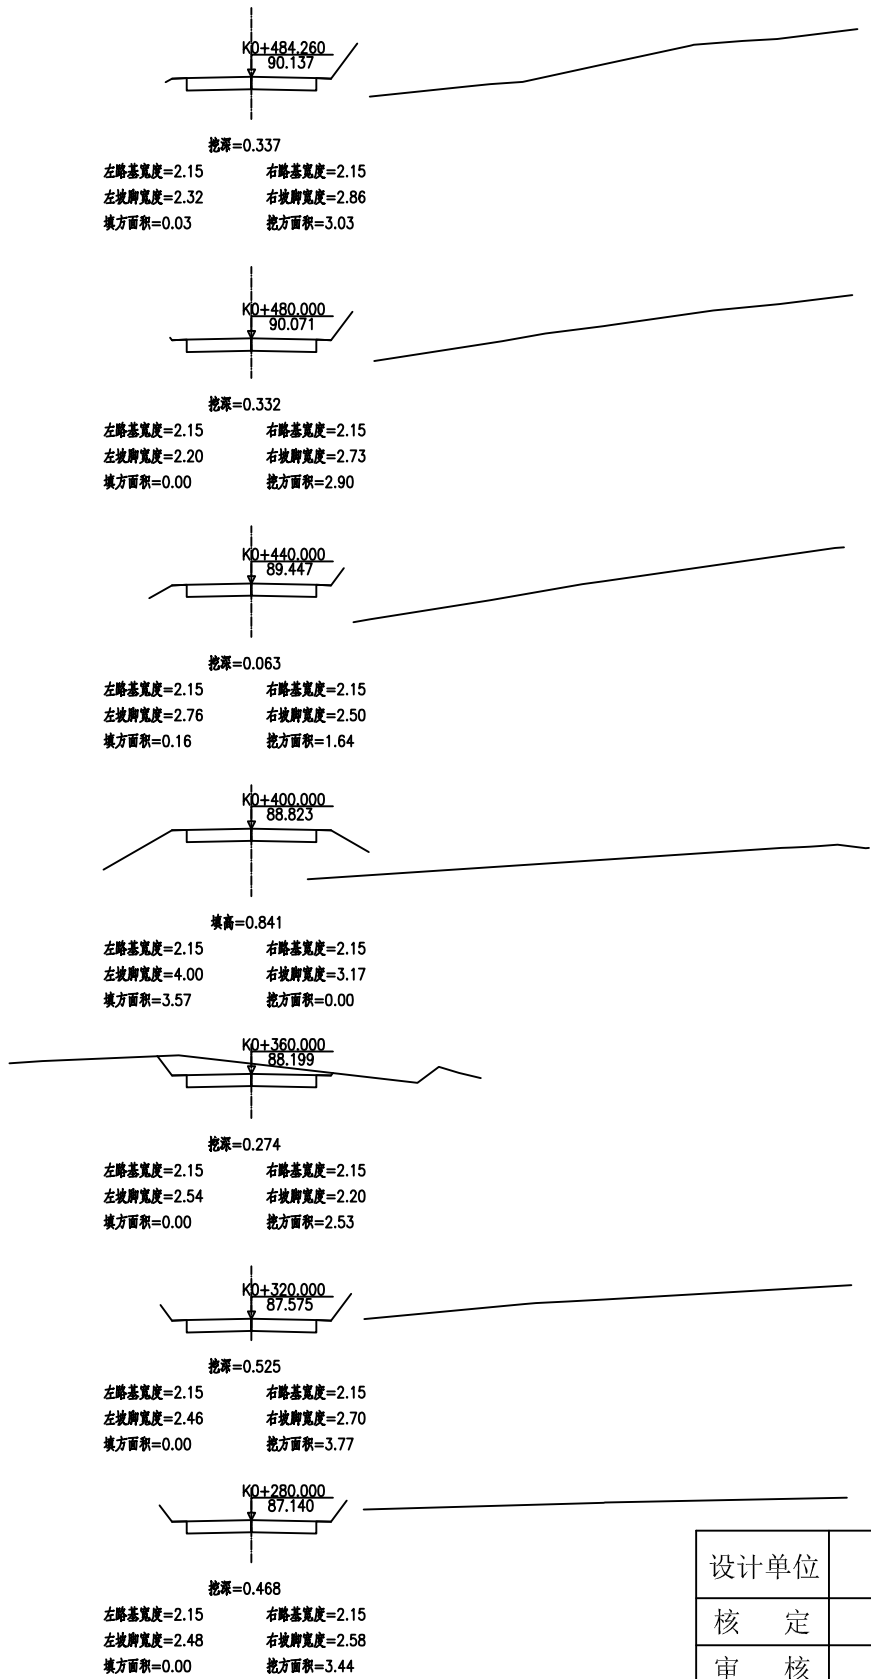 K0+484.260
90.137
挖深=0.337
左路基宽度=2.15 右路基宽度=2.15
左坡脚宽度=2.32 右坡脚宽度=2.86
填方面积=0.03 挖方面积=3.03
K0+480.000
90.071
挖深=0.332
左路基宽度=2.15 右路基宽度=2.15
左坡脚宽度=2.20 右坡脚宽度=2.73
填方面积=0.00 挖方面积=2.90
K0+440.000
89.447
挖深=0.063
左路基宽度=2.15 右路基宽度=2.15
左坡脚宽度=2.76 右坡脚宽度=2.50
填方面积=0.16 挖方面积=1.64
K0+400.000
88.823
填高=0.841
左路基宽度=2.15 右路基宽度=2.15
左坡脚宽度=4.00 右坡脚宽度=3.17
填方面积=3.57 挖方面积=0.00
K0+360.000
88.199
挖深=0.274
左路基宽度=2.15 右路基宽度=2.15
左坡脚宽度=2.54 右坡脚宽度=2.20
填方面积=0.00 挖方面积=2.53
K0+320.000
87.575
挖深=0.525
左路基宽度=2.15 右路基宽度=2.15
左坡脚宽度=2.46 右坡脚宽度=2.70
填方面积=0.00 挖方面积=3.77
K0+280.000
87.140
挖深=0.468
左路基宽度=2.15 右路基宽度=2.15
左坡脚宽度=2.48 右坡脚宽度=2.58
填方面积=0.00 挖方面积=3.44
设计单位
核 定
审 核